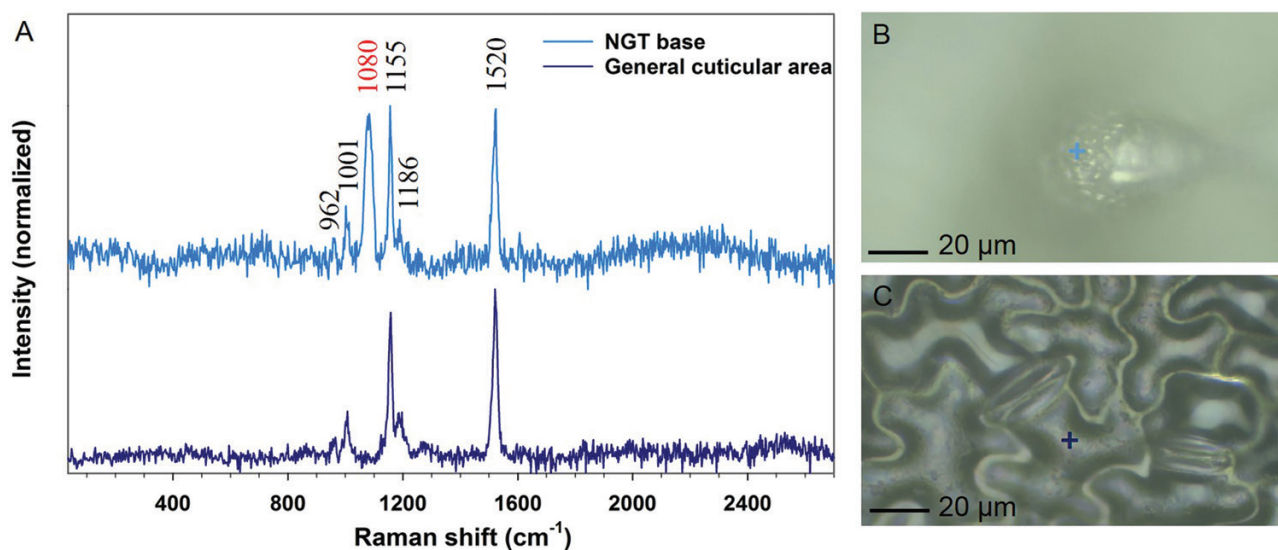 A
NGT base
General cuticular area
962
1001
1080
1155
1186
1520
Intensity (normalized)
400 800 1200 1600 2000 2400
Raman shift (cm⁻¹)
B
20 µm
C
20 µm